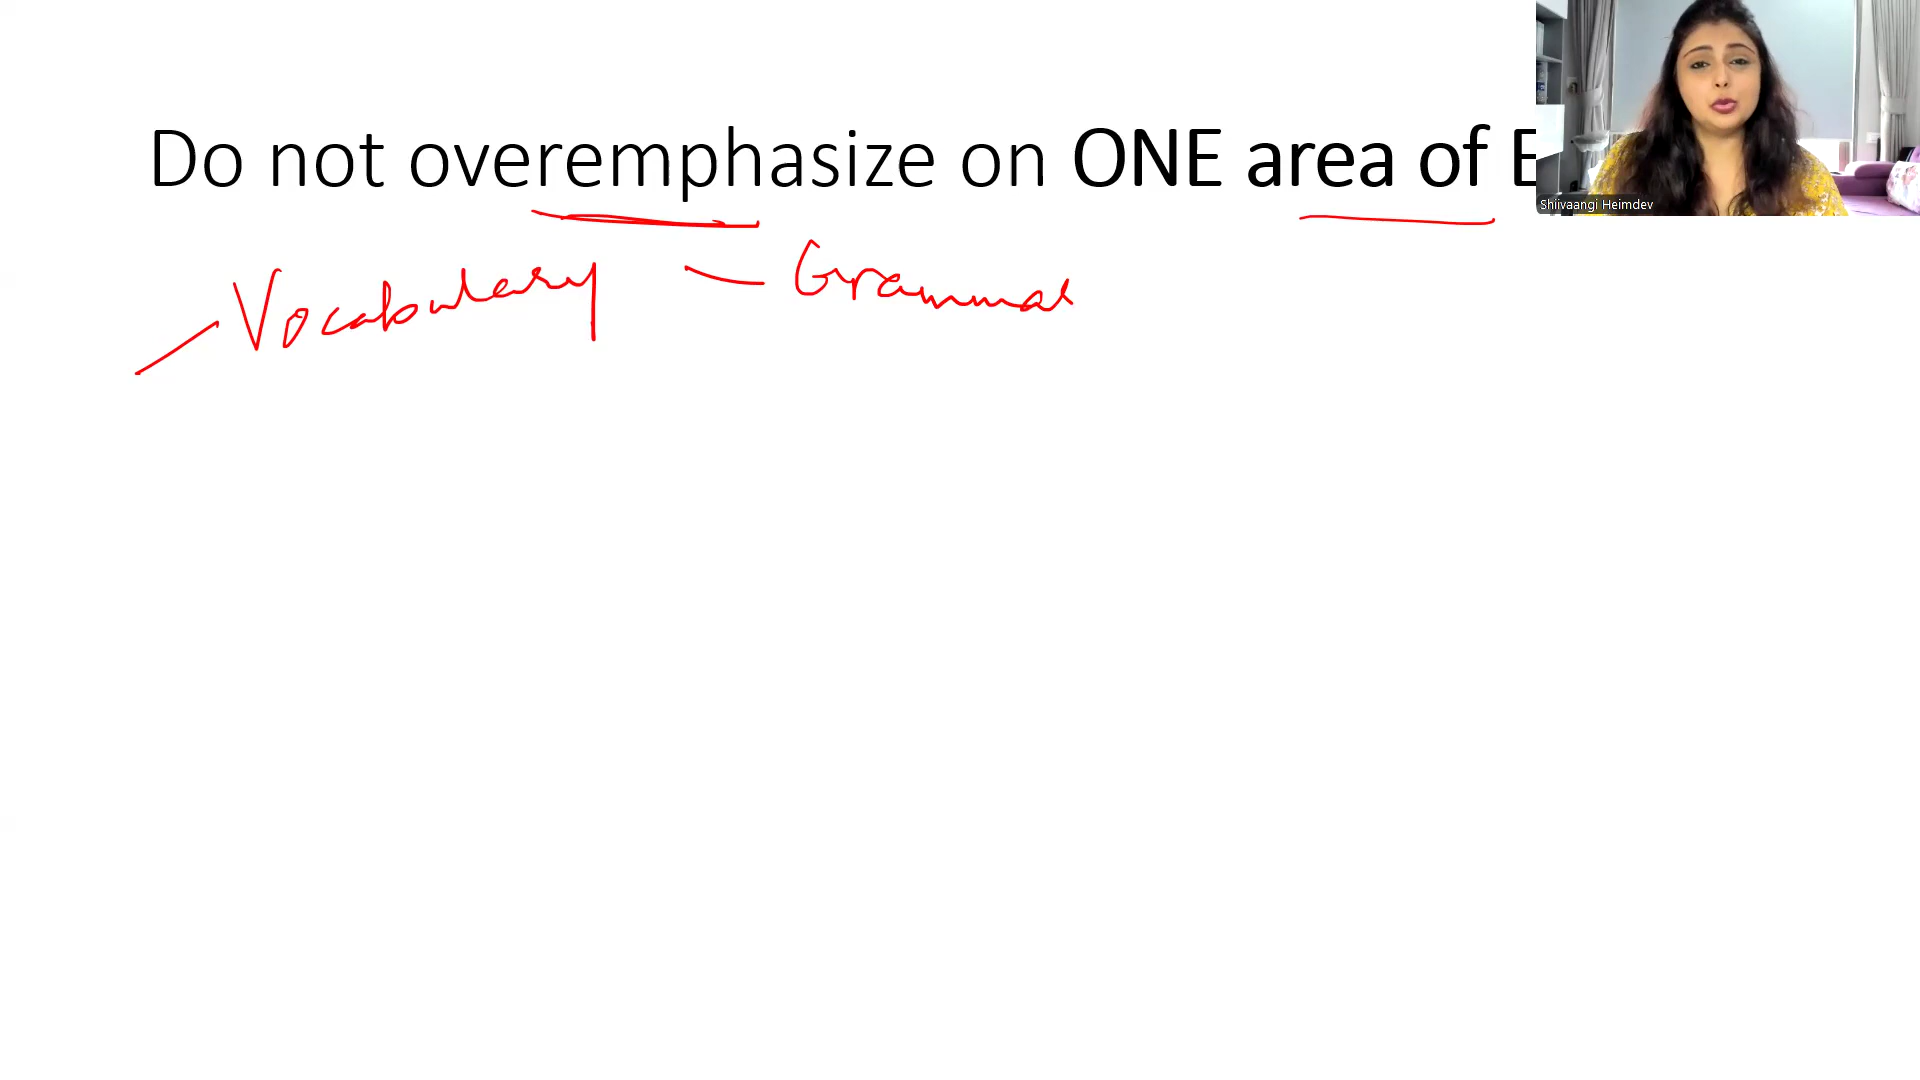 Do not overemphasize on ONE area of E
Shiivaangi Heimdev
Vocabulary - Grammar